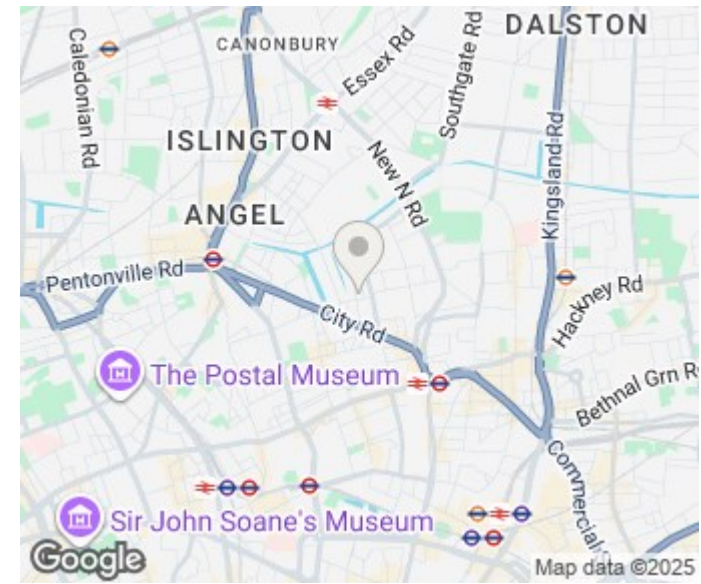 DALSTON
CANONBURY
Essex Rd
Caledonian Rd
Southgate Rd
ISLINGTON
New N Rd
Kingsland Rd
ANGEL
Pentonville Rd
City Rd
Hackney Rd
The Postal Museum
Bethnal Grn R
Commercial
Sir John Soane's Museum
Google
Map data ©2025